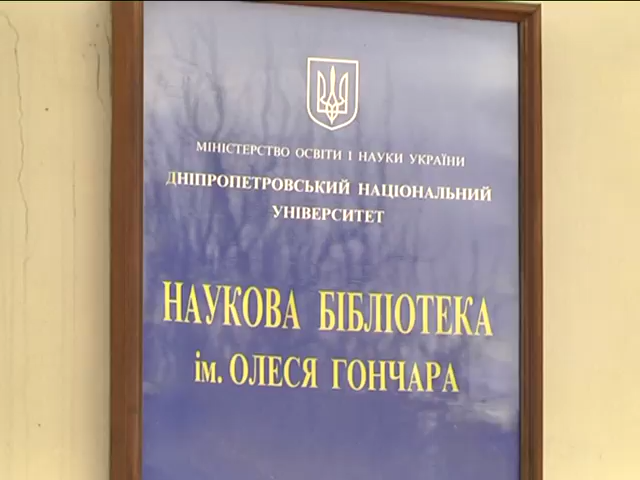 МІНІСТЕРСТВО ОСВІТИ І НАУКИ УКРАЇНИ
ДНІПРОПЕТРОВСЬКИЙ НАЦІОНАЛЬНИЙ
УНІВЕРСИТЕТ
НАУКОВА БІБЛІОТЕКА
ім. ОЛЕСЯ ГОНЧАРА